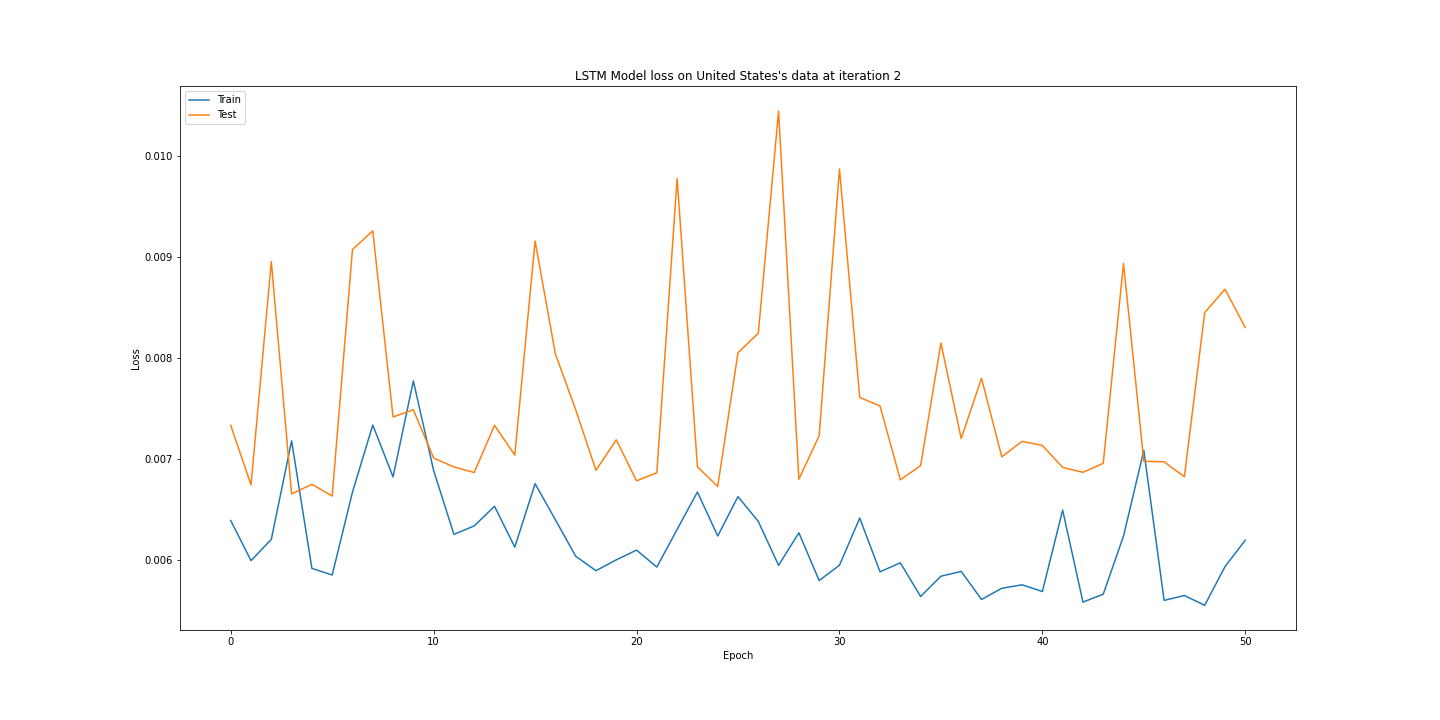 LSTM Model loss on United States's data at iteration 2
Train
Test
0.010
0.009
0.008
0.007
0.006
Loss
0 10 20 30 40 50
Epoch